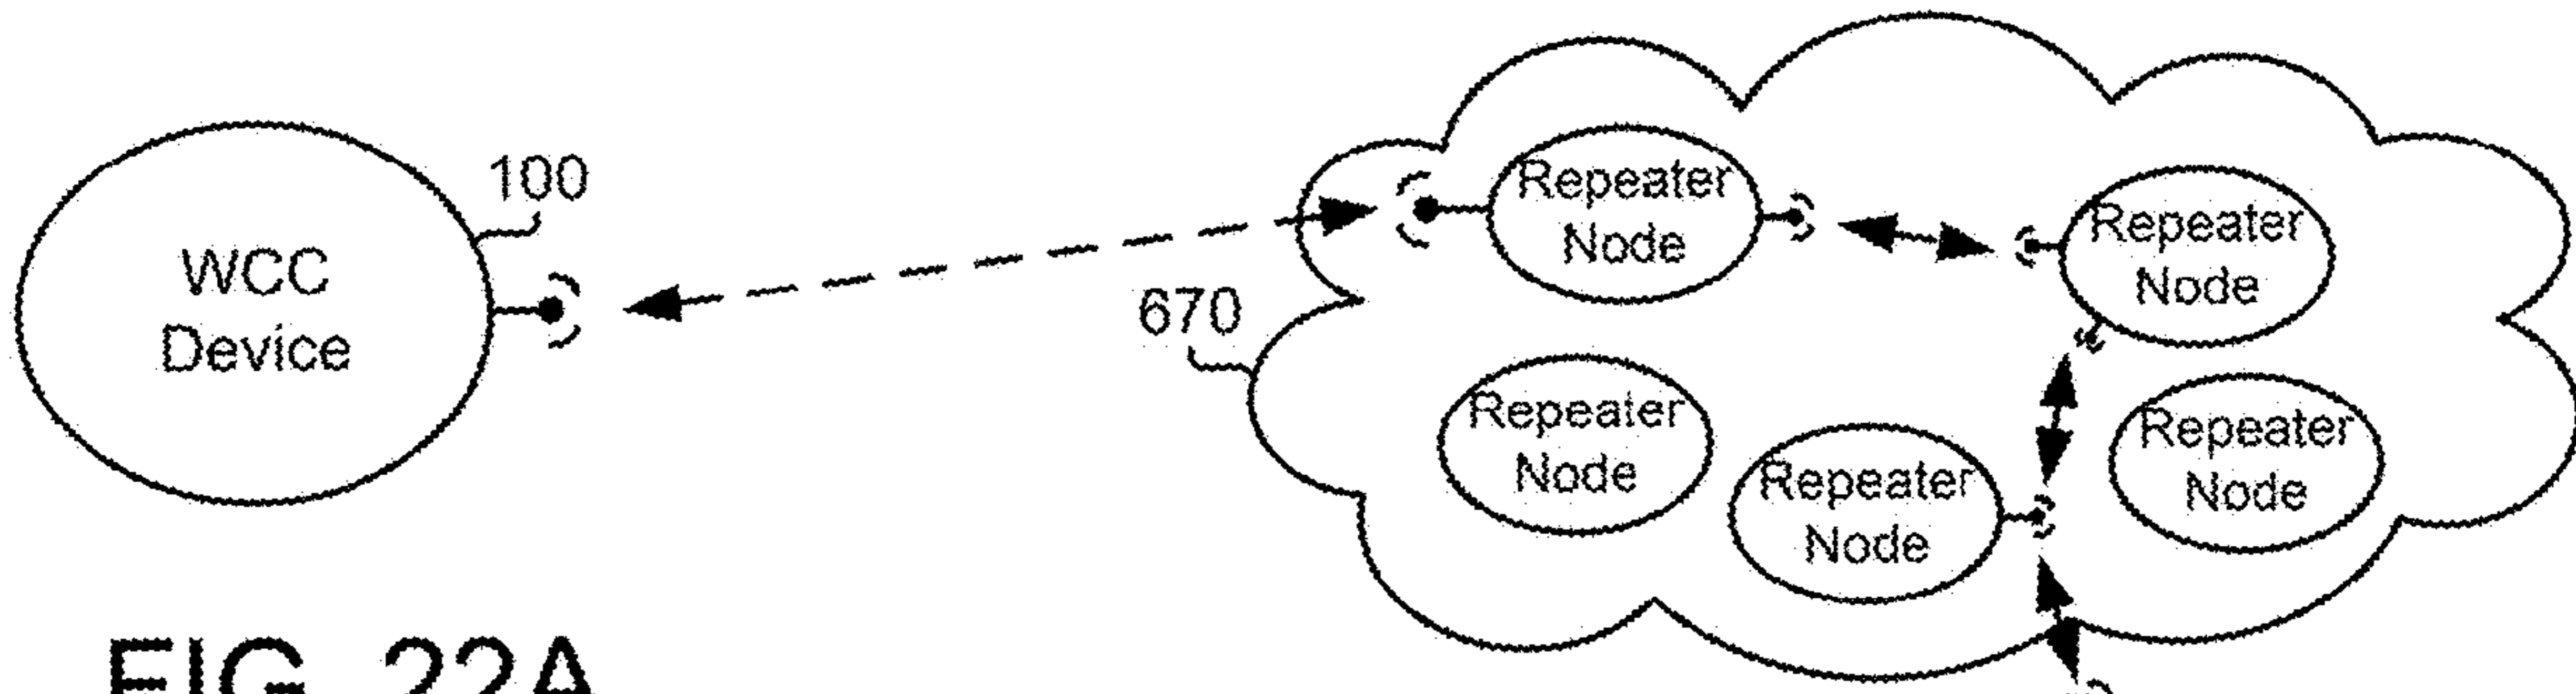 100
WCC
Device
670
Repeater
Node
Repeater
Node
Repeater
Node
Repeater
Node
Repeater
Node
FIG. 22A